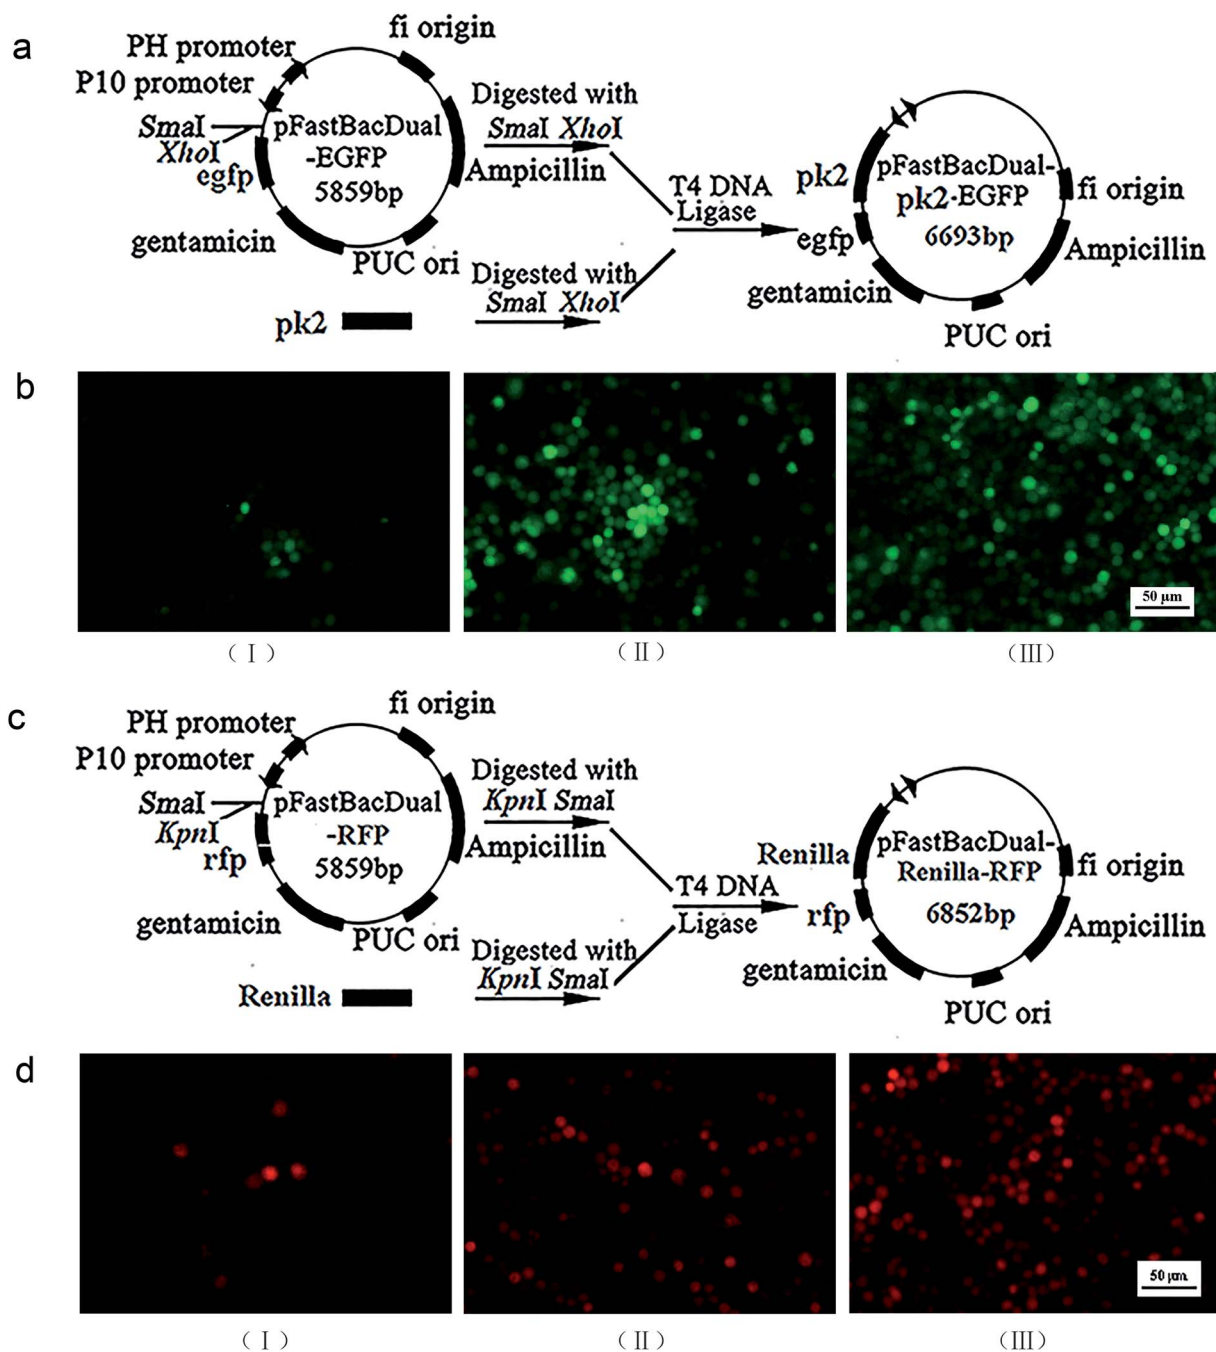 a
fi origin
PH promoter
P10 promoter
SmaI
XhoI
egfp
pFastBacDual
-EGFP
5859bp
gentamicin
PUC ori
Ampicillin
Digested with
SmaI XhoI
pk2
Digested with
SmaI XhoI
T4 DNA
Ligase
pk2
egfp
pFastBacDual-
pk2-EGFP
6693bp
fi origin
Ampicillin
gentamicin
PUC ori
b
50 µm
(Ⅰ)
(Ⅱ)
(Ⅲ)
c
fi origin
PH promoter
P10 promoter
SmaI
KpnI
rfp
pFastBacDual
-RFP
5859bp
gentamicin
PUC ori
Ampicillin
Digested with
KpnI SmaI
Renilla
Digested with
KpnI SmaI
T4 DNA
Ligase
Renilla
rfp
pFastBacDual-
Renilla-RFP
6852bp
fi origin
Ampicillin
gentamicin
PUC ori
d
50 µm
(Ⅰ)
(Ⅱ)
(Ⅲ)